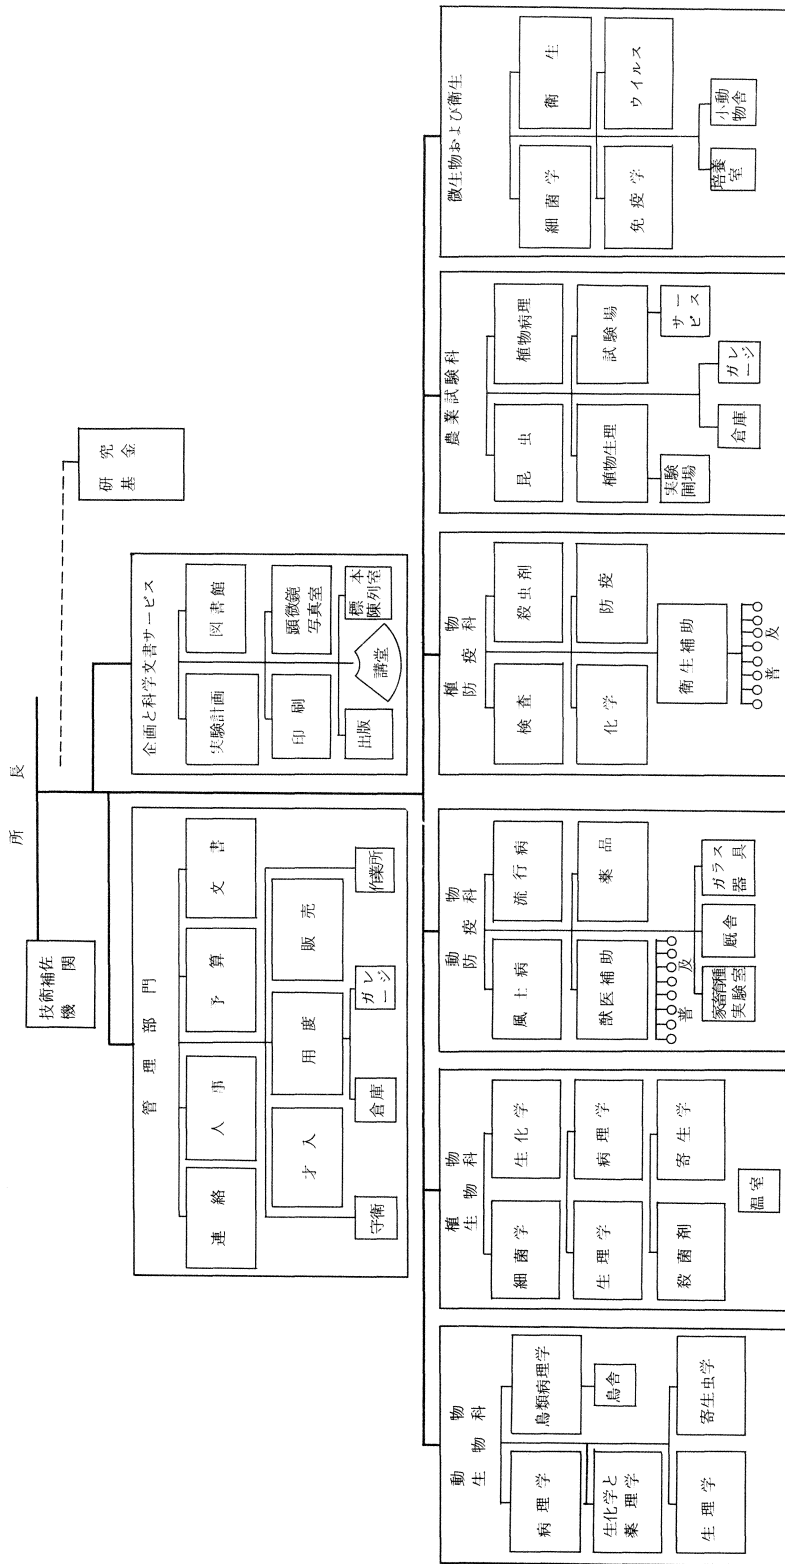 所長
技術補佐
機関
研究
基金
管理部門
連絡
人事
予算
文書
才入
用度
販売
守衛
倉庫
ガレ
ージ
作業所
企画と科学文書サービス
実験計画
図書館
印刷
顕微鏡
写真室
出版
講堂
標本
陳列室
動物
生物科
病理学
鳥類病理学
鳥舎
生化学と
薬理学
生理学
寄生虫学
植物
生物科
細菌学
生化学
生理学
病理学
殺菌剤
寄生学
温室
動物
防疫科
風土病
流行病
獣医補助
薬品
普及
家畜育種
実験室
厩舎
ガラス
器具
植物
防疫科
検査
殺虫剤
化学
防疫
衛生補助
普及
農業試験科
昆虫
植物病理
植物生理
試験場
実験
圃場
サー
ビス
倉庫
ガレ
ージ
微生物および衛生
細菌学
衛生
免疫学
ウイルス
培養
室
小動
物舎